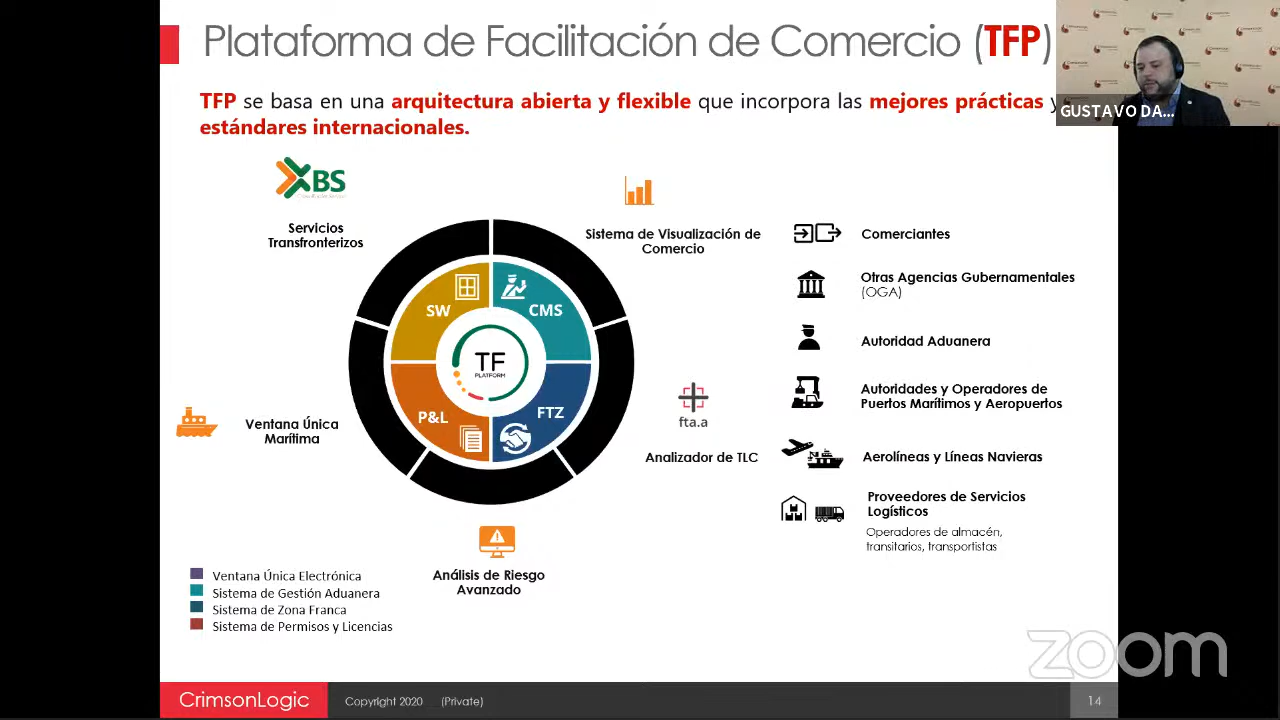 Plataforma de Facilitación de Comercio (TFP)
TFP se basa en una arquitectura abierta y flexible que incorpora las mejores prácticas y
estándares internacionales.
GUSTAVO DA...
XBS
Servicios
Transfronterizos
Sistema de Visualización de
Comercio
SW
CMS
TF
PLATFORM
P&L
FTZ
Ventana Única
Marítima
fta.a
Analizador de TLC
Análisis de Riesgo
Avanzado
Comerciantes
Otras Agencias Gubernamentales
(OGA)
Autoridad Aduanera
Autoridades y Operadores de
Puertos Marítimos y Aeropuertos
Aerolíneas y Líneas Navieras
Proveedores de Servicios
Logísticos
Operadores de almacén,
transitarios, transportistas
Ventana Única Electrónica
Sistema de Gestión Aduanera
Sistema de Zona Franca
Sistema de Permisos y Licencias
zoom
CrimsonLogic
Copyright 2020 (Private)
14